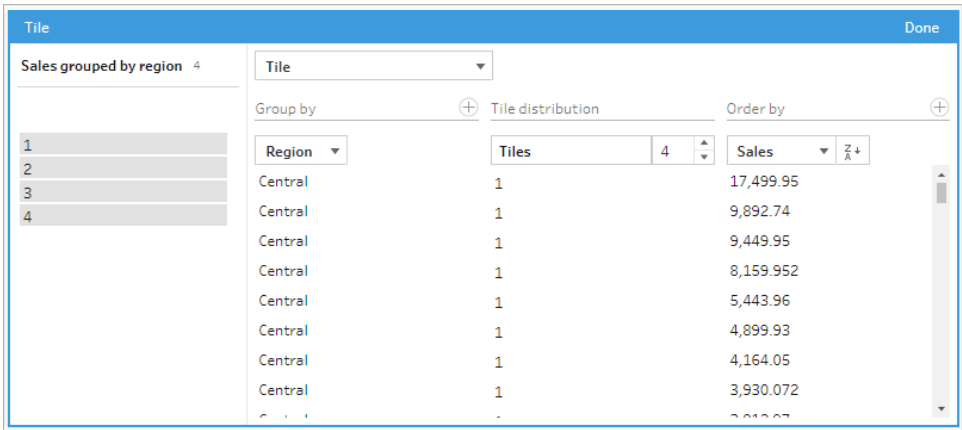 Tile Done
Sales grouped by region 4
Tile
Group by Tile distribution Order by
1
2
3
4
Region Tiles 4 Sales Z A
Central 1 17,499.95
Central 1 9,892.74
Central 1 9,449.95
Central 1 8,159.952
Central 1 5,443.96
Central 1 4,899.93
Central 1 4,164.05
Central 1 3,930.072